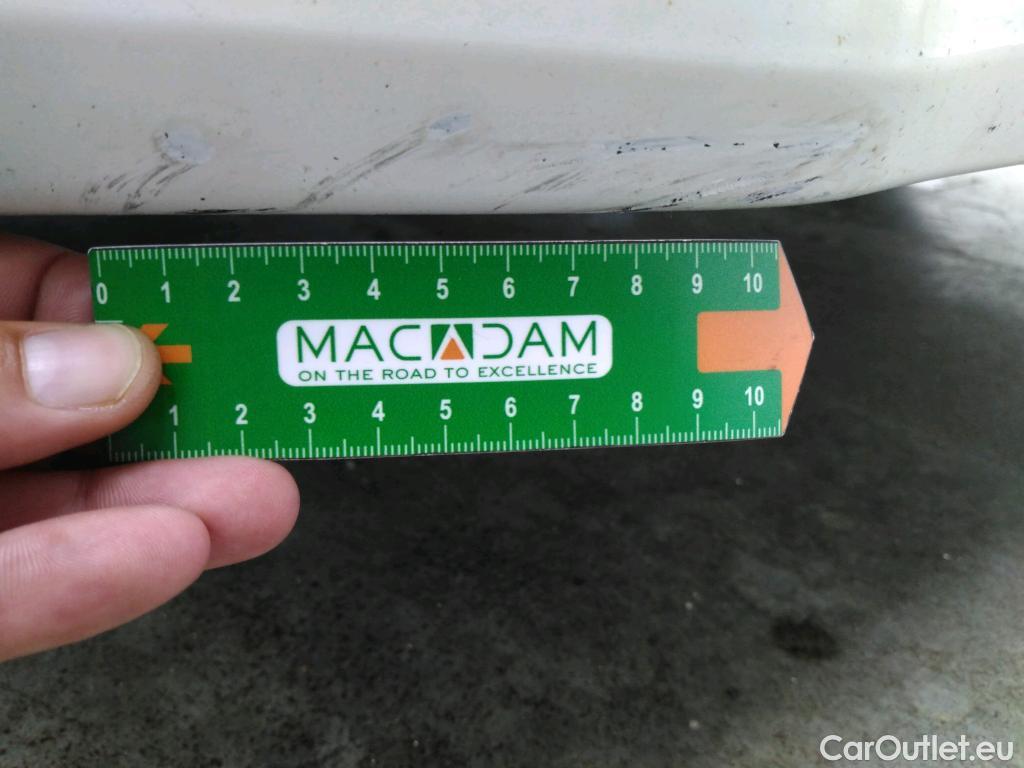 0 1 2 3 4 5 6 7 8 9 10
MACADAM
ON THE ROAD TO EXCELLENCE
1 2 3 4 5 6 7 8 9 10
CarOutlet.eu